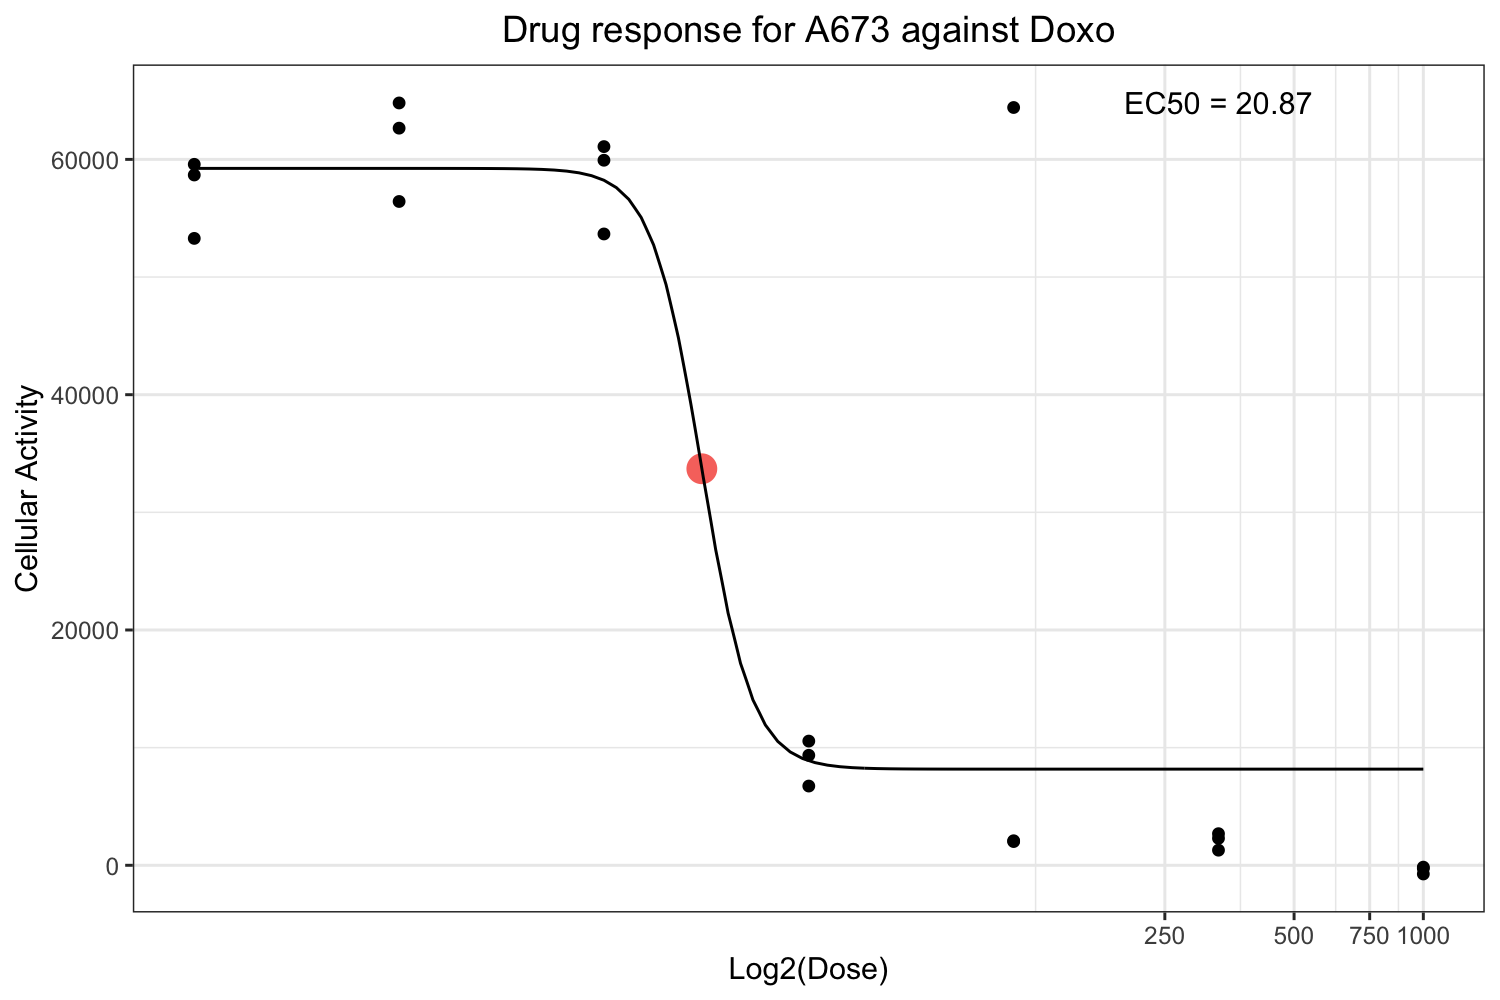 Drug response for A673 against Doxo
EC50 = 20.87
60000
40000
20000
0
Cellular Activity
250 500 750 1000
Log2(Dose)